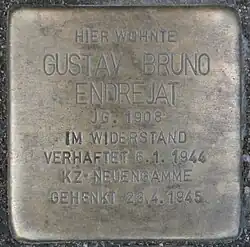 HIER WOHNTE
GUSTAV BRUNO
ENDREJAT
JG. 1908
IM WIDERSTAND
VERHAFTET 6.1.1944
KZ-NEUENGAMME
GEHENKT 23.4.1945